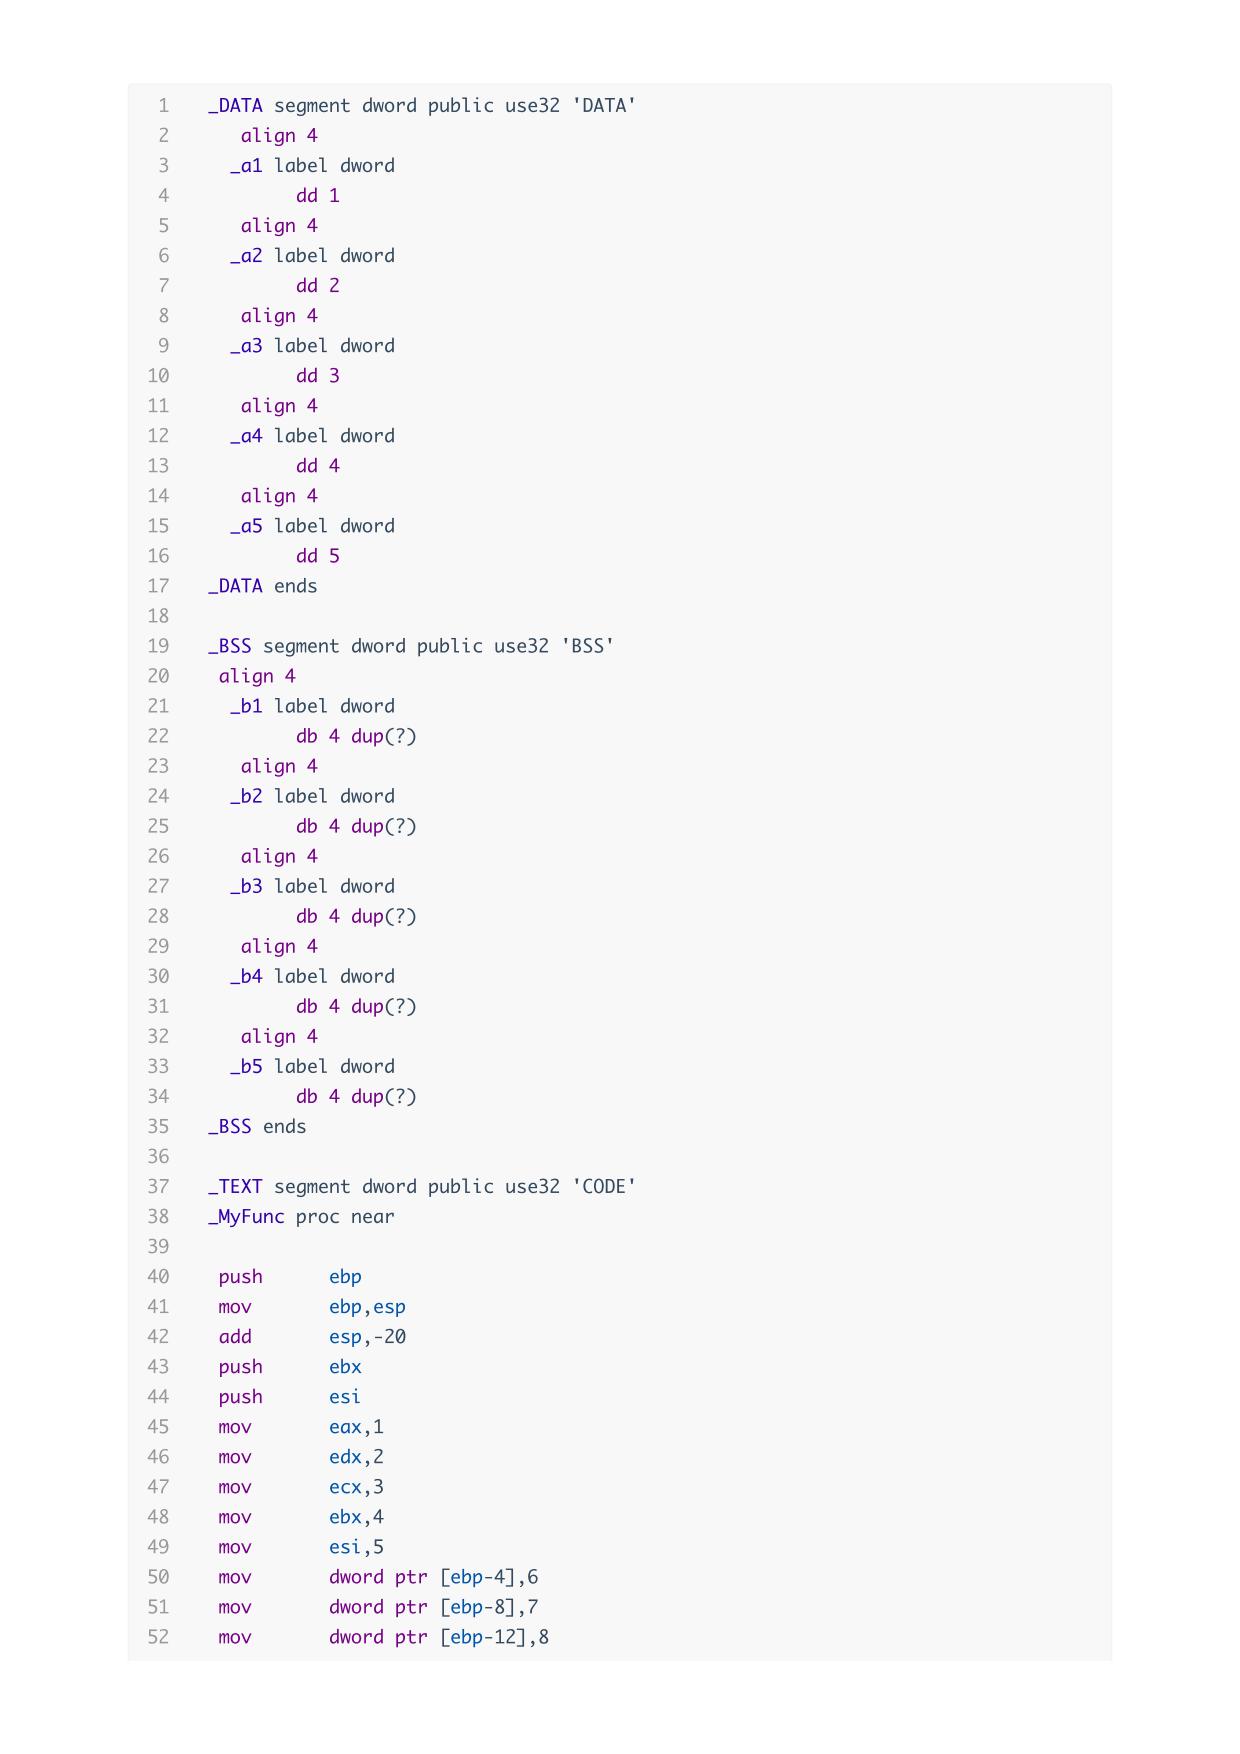 1 _DATA segment dword public use32 'DATA'
2 align 4
3 _a1 label dword
4 dd 1
5 align 4
6 _a2 label dword
7 dd 2
8 align 4
9 _a3 label dword
10 dd 3
11 align 4
12 _a4 label dword
13 dd 4
14 align 4
15 _a5 label dword
16 dd 5
17 _DATA ends
18
19 _BSS segment dword public use32 'BSS'
20 align 4
21 _b1 label dword
22 db 4 dup(?)
23 align 4
24 _b2 label dword
25 db 4 dup(?)
26 align 4
27 _b3 label dword
28 db 4 dup(?)
29 align 4
30 _b4 label dword
31 db 4 dup(?)
32 align 4
33 _b5 label dword
34 db 4 dup(?)
35 _BSS ends
36
37 _TEXT segment dword public use32 'CODE'
38 _MyFunc proc near
39
40 push ebp
41 mov ebp,esp
42 add esp,-20
43 push ebx
44 push esi
45 mov eax,1
46 mov edx,2
47 mov ecx,3
48 mov ebx,4
49 mov esi,5
50 mov dword ptr [ebp-4],6
51 mov dword ptr [ebp-8],7
52 mov dword ptr [ebp-12],8